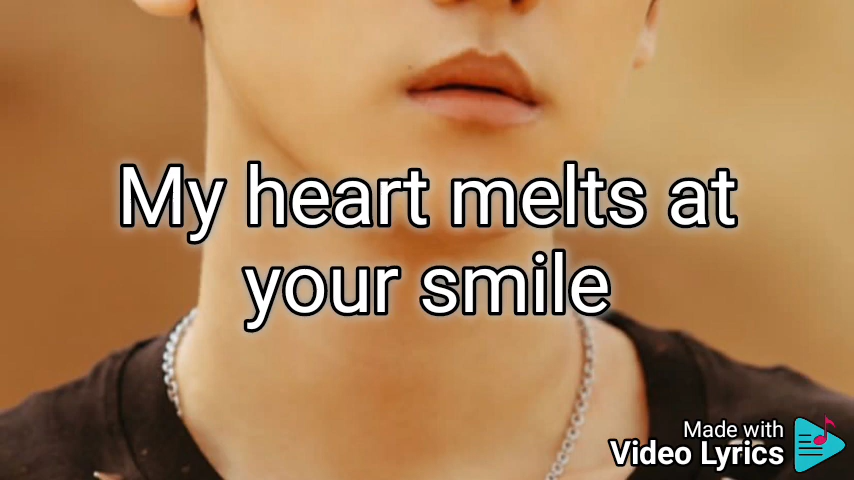 My heart melts at
your smile
Made with
Video Lyrics